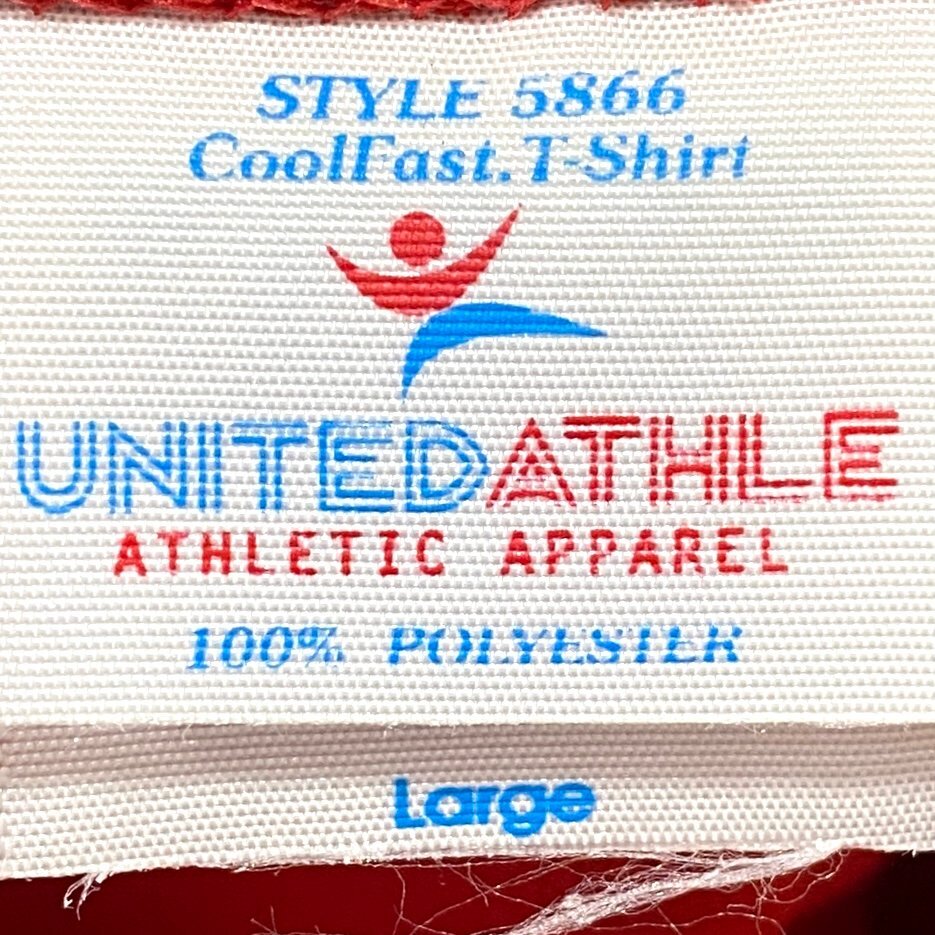 STYLE 5866
CoolFast. T-Shirt
UNITEDATHLE
ATHLETIC APPAREL
100% POLYESTER
Large